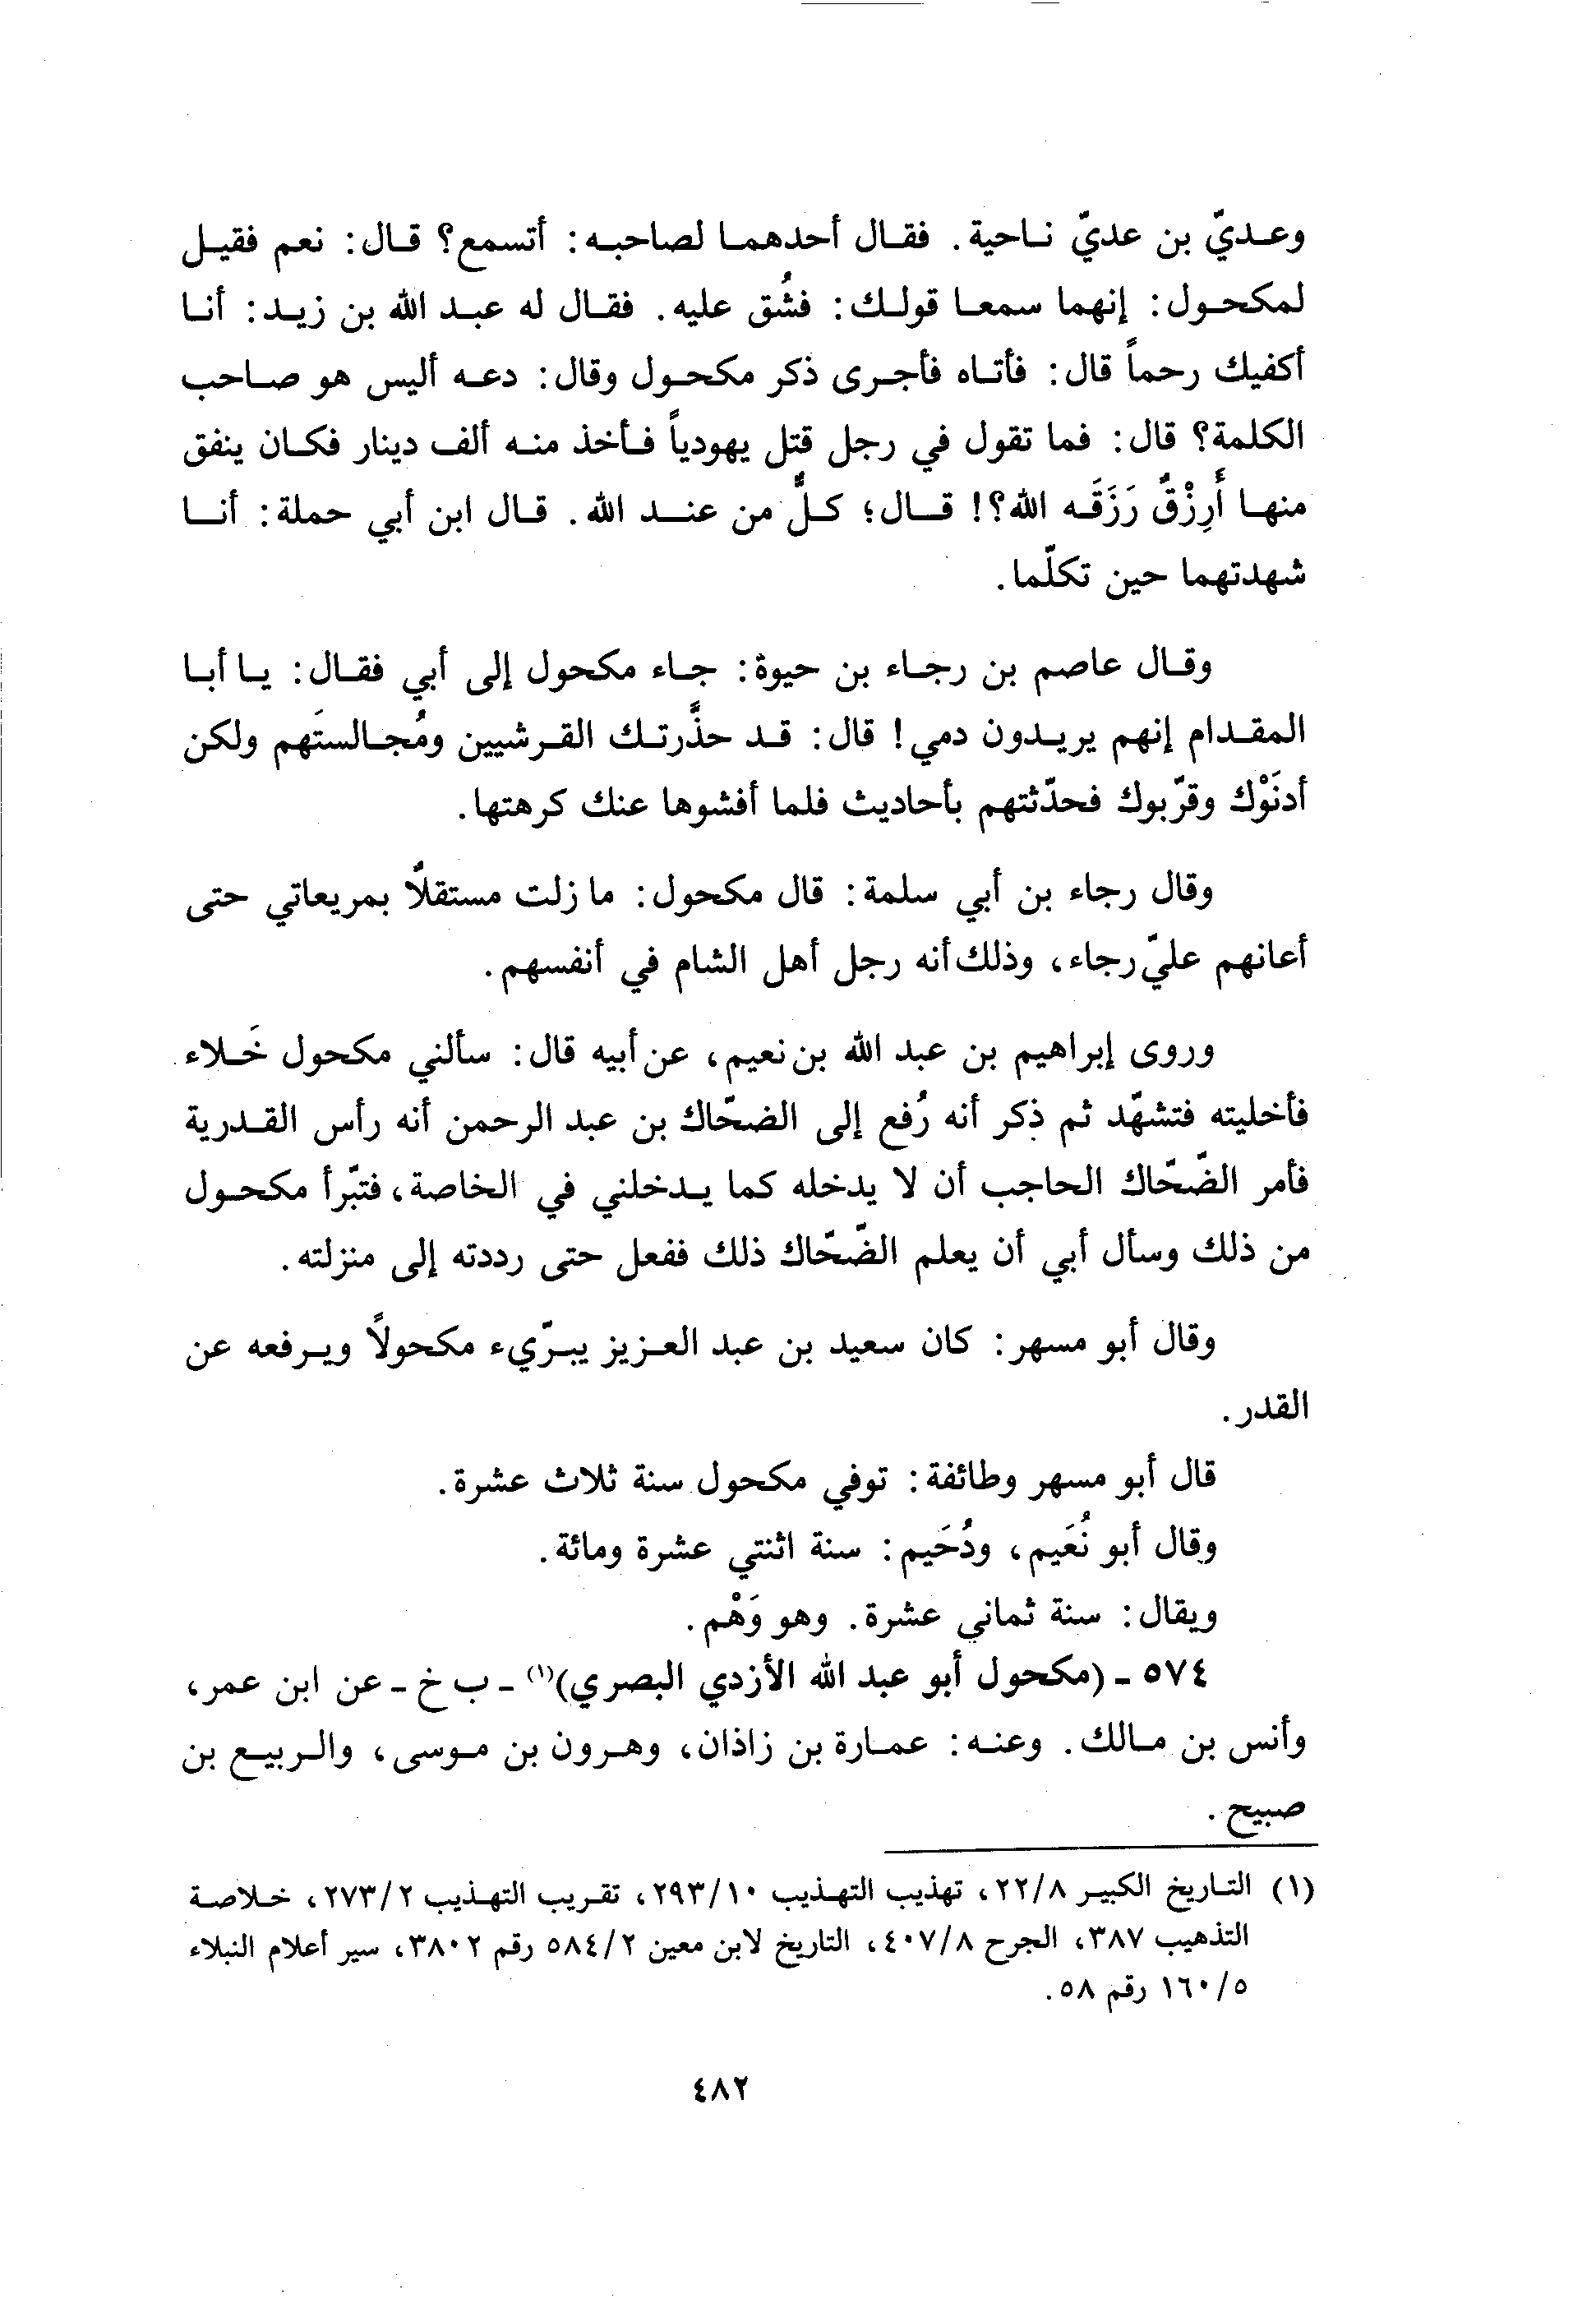 وعديّ بن عديّ ناحية. فقال أحدهما لصاحبه: أتسمع؟ قال: نعم فقيل
لمكحول: إنهما سمعا قولك: فشُق عليه. فقال له عبد الله بن زيد: أنا
أكفيك رحماً قال: فأتاه فأجرى ذكر مكحول وقال: دعه أليس هو صاحب
الكلمة؟ قال: فما تقول في رجل قتل يهودياً فأخذ منه ألف دينار فكان ينفق
منها أَرِزْقٌ رَزَقَه الله؟! قال؛ كلٌّ من عند الله. قال ابن أبي حملة: أنا
شهدتهما حين تكلّما.
وقال عاصم بن رجاء بن حيوة: جاء مكحول إلى أبي فقال: يا أبا
المقدام إنهم يريدون دمي! قال: قد حذَّرتك القرشيين ومُجالستَهم ولكن
أدنَوْك وقرّبوك فحدّثتهم بأحاديث فلما أفشوها عنك كرهتها.
وقال رجاء بن أبي سلمة: قال مكحول: ما زلت مستقلاً بمريعاتي حتى
أعانهم عليّ رجاء، وذلك أنه رجل أهل الشام في أنفسهم.
وروى إبراهيم بن عبد الله بن نعيم، عن أبيه قال: سألني مكحول خَلاء
فأخليته فتشهّد ثم ذكر أنه رُفع إلى الضحّاك بن عبد الرحمن أنه رأس القدرية
فأمر الضّحّاك الحاجب أن لا يدخله كما يدخلني في الخاصة، فتبّرأ مكحول
من ذلك وسأل أبي أن يعلم الضّحّاك ذلك ففعل حتى رددته إلى منزلته.
وقال أبو مسهر: كان سعيد بن عبد العزيز يبرّيء مكحولاً ويرفعه عن
القدر.
قال أبو مسهر وطائفة: توفي مكحول سنة ثلاث عشرة.
وقال أبو نُعَيم، ودُحَيم: سنة اثنتي عشرة ومائة.
ويقال: سنة ثماني عشرة. وهو وَهْم.
٥٧٤ - (مكحول أبو عبد الله الأزدي البصري)(١) - ب خ - عن ابن عمر،
وأنس بن مالك. وعنه: عمارة بن زاذان، وهرون بن موسى، والربيع بن
صبيح.
(١) التاريخ الكبير ٢٢/٨، تهذيب التهذيب ٢٩٣/١٠، تقريب التهذيب ٢٧٣/٢، خلاصة
التذهيب ٣٨٧، الجرح ٤٠٧/٨، التاريخ لابن معين ٥٨٤/٢ رقم ٣٨٠٢، سير أعلام النبلاء
١٦٠/٥ رقم ٥٨.
٤٨٢